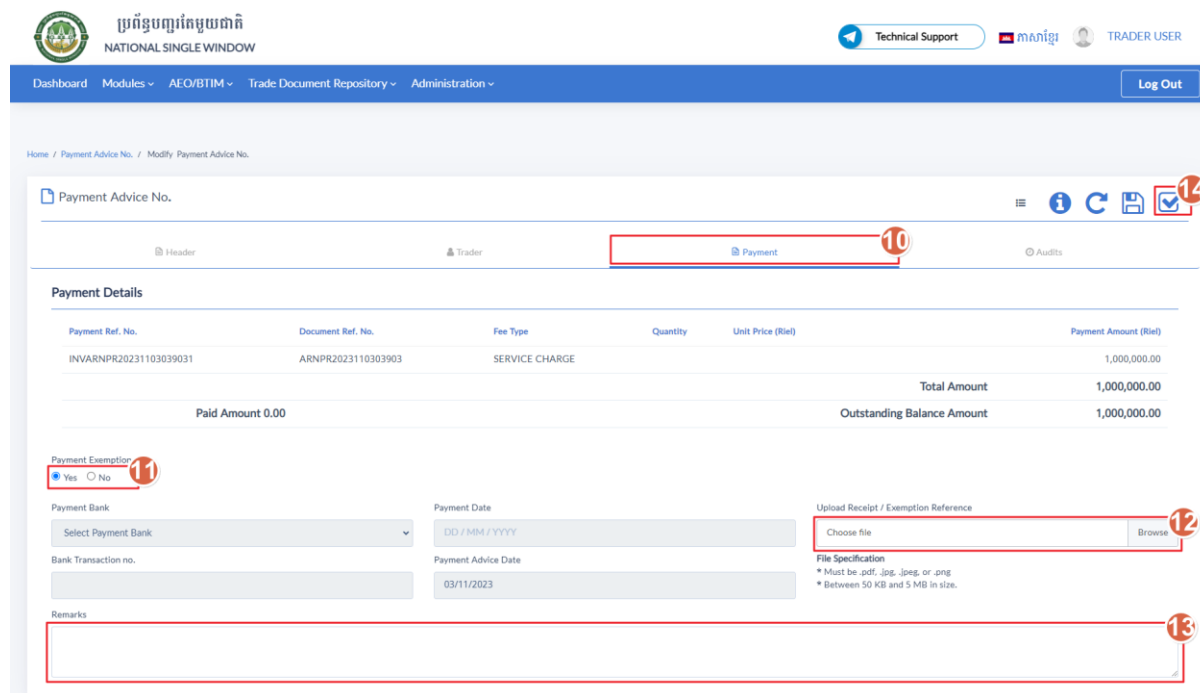 ប្រព័ន្ធបញ្ជរតែមួយជាតិ
NATIONAL SINGLE WINDOW
Technical Support
ភាសាខ្មែរ
TRADER USER
Dashboard Modules AEO/BTIM Trade Document Repository Administration
Log Out
Home / Payment Advice No. / Modify Payment Advice No.
Payment Advice No.
14
Header Trader Payment Audits
10
Payment Details
Payment Ref. No. Document Ref. No. Fee Type Quantity Unit Price (Riel) Payment Amount (Riel)
INVARNPR20231103039031 ARNPR2023110303903 SERVICE CHARGE 1,000,000.00
Total Amount 1,000,000.00
Paid Amount 0.00 Outstanding Balance Amount 1,000,000.00
Payment Exemption
Yes No
11
Payment Bank Payment Date Upload Receipt / Exemption Reference
Select Payment Bank DD / MM / YYYY Choose file Browse
12
Bank Transaction no. Payment Advice Date File Specification
* Must be .pdf, .jpg, .jpeg, or .png
03/11/2023 * Between 50 KB and 5 MB in size.
Remarks
13